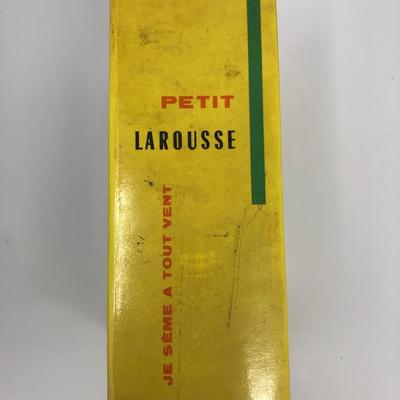 PETIT
LAROUSSE
JE SÈME A TOUT VENT